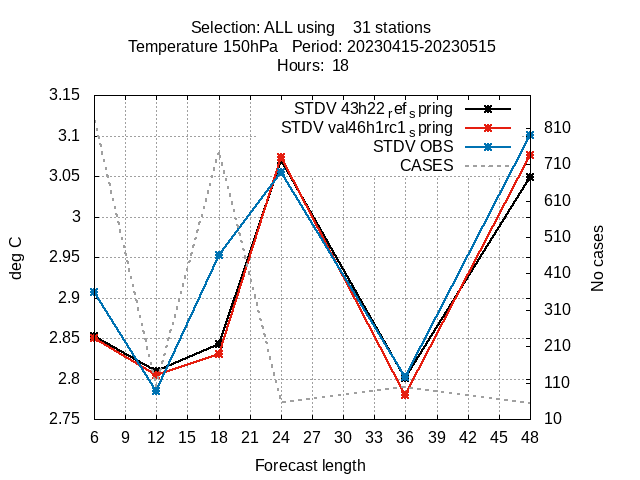 Selection: ALL using    31 stations
Temperature 150hPa   Period: 20230415-20230515
Hours:  18
STDV 43h22ref_spring
STDV val46h1rc1_spring
STDV OBS
CASES
3.15
3.1
3.05
3
2.95
2.9
2.85
2.8
2.75
810
710
610
510
410
310
210
110
10
deg C
No cases
6 9 12 15 18 21 24 27 30 33 36 39 42 45 48
Forecast length